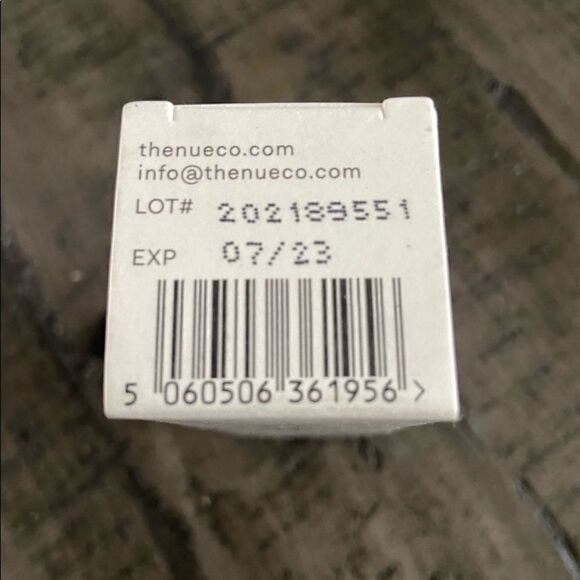 thenueco.com
info@thenueco.com
LOT# 202189551
EXP 07/23
5 060506 361956 >